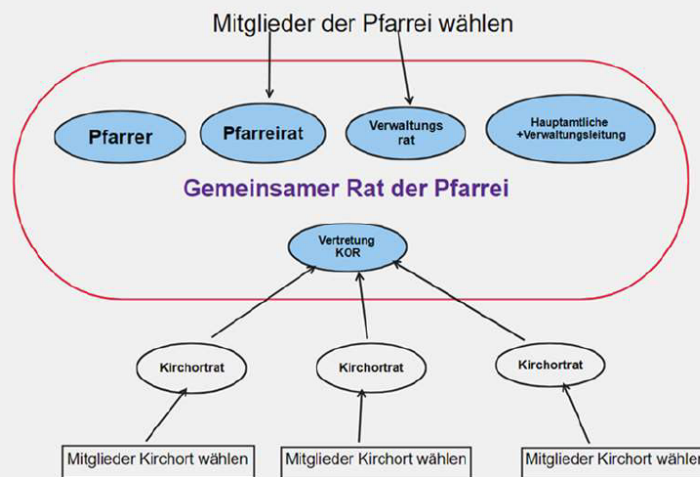 Mitglieder der Pfarrei wählen
Pfarrer
Pfarreirat
Verwaltungs
rat
Hauptamtliche
+Verwaltungsleitung
Gemeinsamer Rat der Pfarrei
Vertretung
KOR
Kirchortrat
Kirchortrat
Kirchortrat
Mitglieder Kirchort wählen
Mitglieder Kirchort wählen
Mitglieder Kirchort wählen